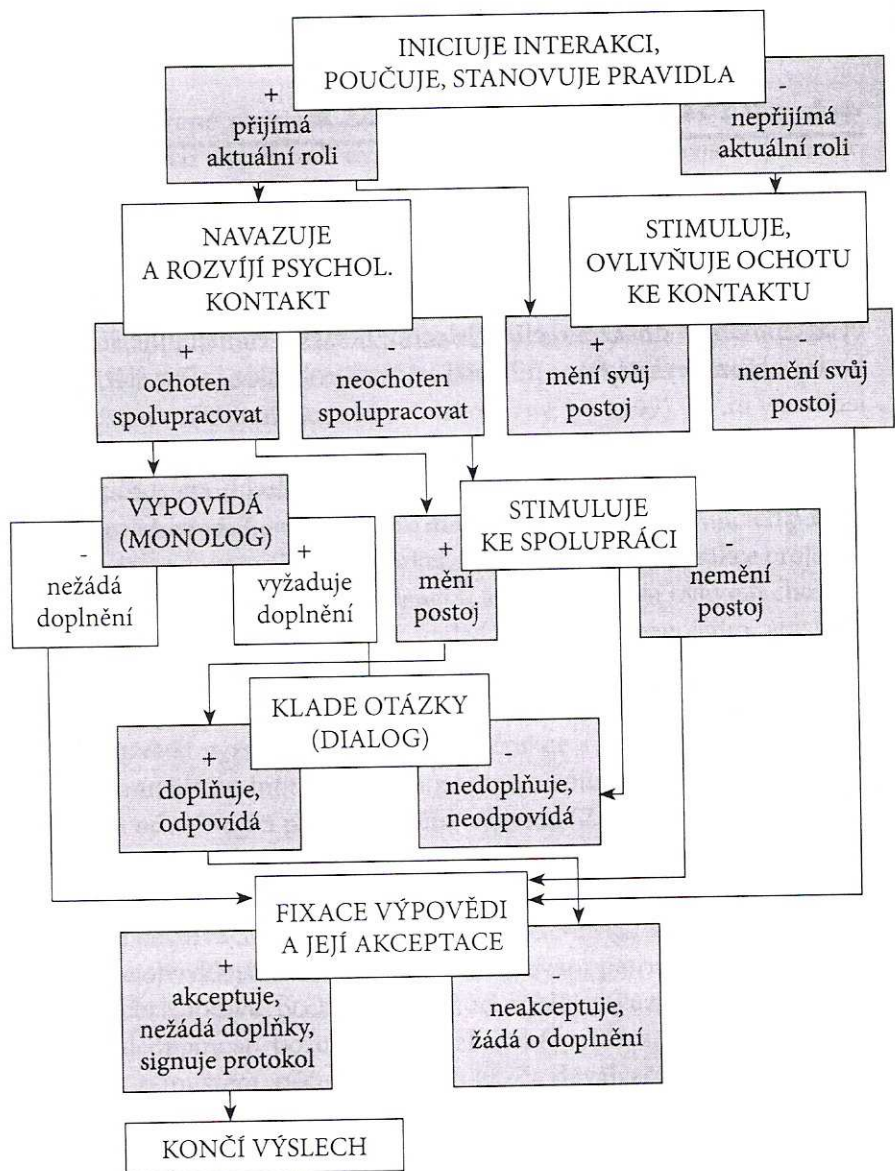 INICIUJE INTERAKCI,
POUČUJE, STANOVUJE PRAVIDLA
+
přijímá
aktuální roli
-
nepřijímá
aktuální roli
NAVAZUJE
A ROZVÍJÍ PSYCHOL.
KONTAKT
STIMULUJE,
OVLIVŇUJE OCHOTU
KE KONTAKTU
+
ochoten
spolupracovat
-
neochoten
spolupracovat
+
mění svůj
postoj
-
nemění svůj
postoj
VYPOVÍDÁ
(MONOLOG)
-
nežádá
doplnění
+
vyžaduje
doplnění
STIMULUJE
KE SPOLUPRÁCI
+
mění
postoj
-
nemění
postoj
KLADE OTÁZKY
(DIALOG)
+
doplňuje,
odpovídá
-
nedoplňuje,
neodpovídá
FIXACE VÝPOVĚDI
A JEJÍ AKCEPTACE
+
akceptuje,
nežádá doplňky,
signuje protokol
-
neakceptuje,
žádá o doplnění
KONČÍ VÝSLECH